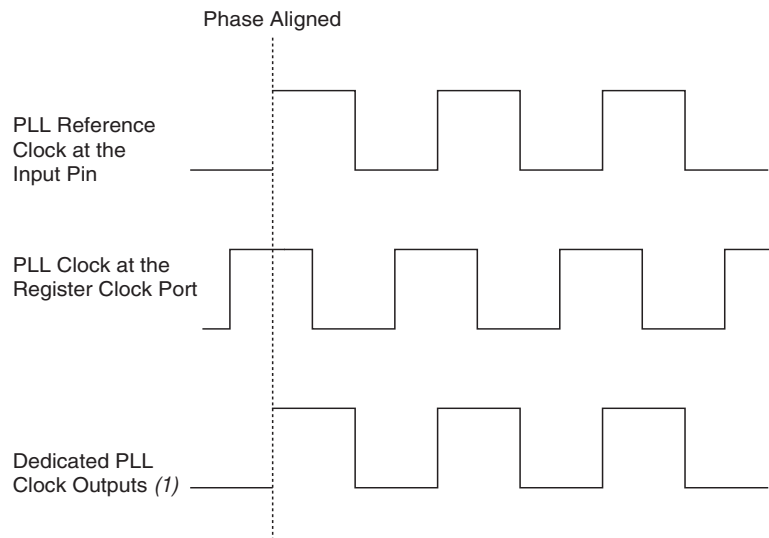 Phase Aligned
PLL Reference
Clock at the
Input Pin
PLL Clock at the
Register Clock Port
Dedicated PLL
Clock Outputs (1)